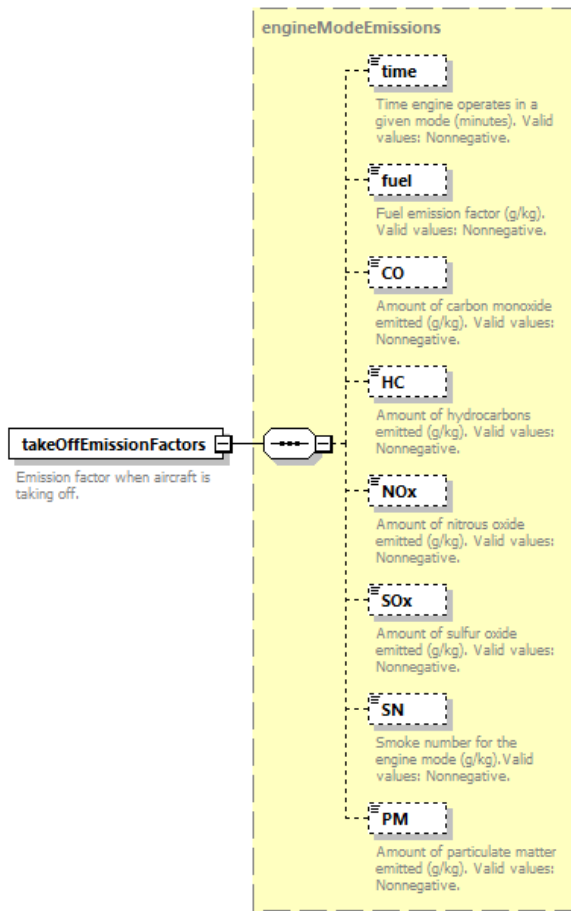 engineModeEmissions
time
Time engine operates in a
given mode (minutes). Valid
values: Nonnegative.
fuel
Fuel emission factor (g/kg).
Valid values: Nonnegative.
CO
Amount of carbon monoxide
emitted (g/kg). Valid values:
Nonnegative.
HC
Amount of hydrocarbons
emitted (g/kg). Valid values:
Nonnegative.
takeOffEmissionFactors
Emission factor when aircraft is
taking off.
NOx
Amount of nitrous oxide
emitted (g/kg). Valid values:
Nonnegative.
SOx
Amount of sulfur oxide
emitted (g/kg). Valid values:
Nonnegative.
SN
Smoke number for the
engine mode (g/kg).Valid
values: Nonnegative.
PM
Amount of particulate matter
emitted (g/kg). Valid values:
Nonnegative.